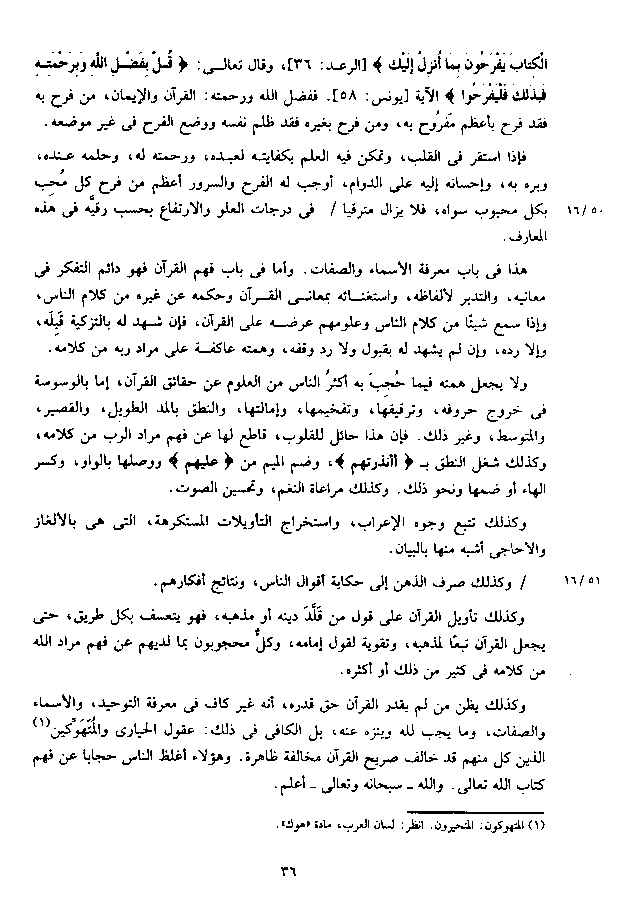 الْكِتَابَ يَفْرَحُونَ بِمَا أُنزِلَ إِلَيْكَ ﴾ [الرعد: ٣٦]، وقال تعالى: ﴿ قُلْ بِفَضْلِ اللَّهِ وَبِرَحْمَتِهِ
فَبِذَلِكَ فَلْيَفْرَحُوا ﴾ الآية [يونس: ٥٨]. ففضل الله ورحمته: القرآن والإيمان، من فرح به
فقد فرح بأعظم مَفْرُوح به، ومن فرح بغيره فقد ظلم نفسه ووضع الفرح فى غير موضعه.
فإذا استقر فى القلب، وتمكن فيه العلم بكفايته لعبده، ورحمته له، وحلمه عنده،
وبره به، وإحسانه إليه على الدوام، أوجب له الفرح والسرور أعظم من فرح كل مُحِب
١٦/٥٠ بكل محبوب سواه، فلا يزال مترقيا / فى درجات العلو والارتفاع بحسب رقيِّه فى هذه
المعارف.
هذا فى باب معرفة الأسماء والصفات. وأما فى باب فهم القرآن فهو دائم التفكر فى
معانيه، والتدبر لألفاظه، واستغنائه بمعانى القرآن وحكمه عن غيره من كلام الناس،
وإذا سمع شيئًا من كلام الناس وعلومهم عرضه على القرآن، فإن شهد له بالتزكية قَبِلَه،
وإلا رده، وإن لم يشهد له بقبول ولا رد وقفه، وهمته عاكفة على مراد ربه من كلامه.
ولا يجعل همته فيما حُجِبَ به أكثرُ الناس من العلوم عن حقائق القرآن، إما بالوسوسة
فى خروج حروفه، وترقيقها، وتفخيمها، وإمالتها، والنطق بالمد الطويل، والقصير،
والمتوسط، وغير ذلك. فإن هذا حائل للقلوب، قاطع لها عن فهم مراد الرب من كلامه،
وكذلك شغل النطق بـ ﴿ أأنذرتهم ﴾، وضم الميم من ﴿ عليهم ﴾ ووصلها بالواو، وكسر
الهاء أو ضمها ونحو ذلك. وكذلك مراعاة النغم، وتحسين الصوت.
وكذلك تتبع وجوه الإعراب، واستخراج التأويلات المستكرهة، التى هى بالألغاز
والأحاجى أشبه منها بالبيان.
١٦/٥١ / وكذلك صرف الذهن إلى حكاية أقوال الناس، ونتائج أفكارهم.
وكذلك تأويل القرآن على قول من قَلَّدَ دينه أو مذهبه، فهو يتعسف بكل طريق، حتى
يجعل القرآن تبعًا لمذهبه، وتقوية لقول إمامه، وكلٌّ محجوبون بما لديهم عن فهم مراد الله
من كلامه فى كثير من ذلك أو أكثره.
وكذلك يظن من لم يقدر القرآن حق قدره، أنه غير كاف فى معرفة التوحيد، والأسماء
والصفات، وما يجب لله وينزه عنه، بل الكافى فى ذلك: عقول الحيارى والمُتَهَوِّكين(١)
الذين كل منهم قد خالف صريح القرآن مخالفة ظاهرة. وهؤلاء أغلظ الناس حجابا عن فهم
كتاب الله تعالى. والله ـ سبحانه وتعالى ـ أعلم.
(١) المتهوكون: المتحيرون. انظر: لسان العرب، مادة «هوك».
٣٦